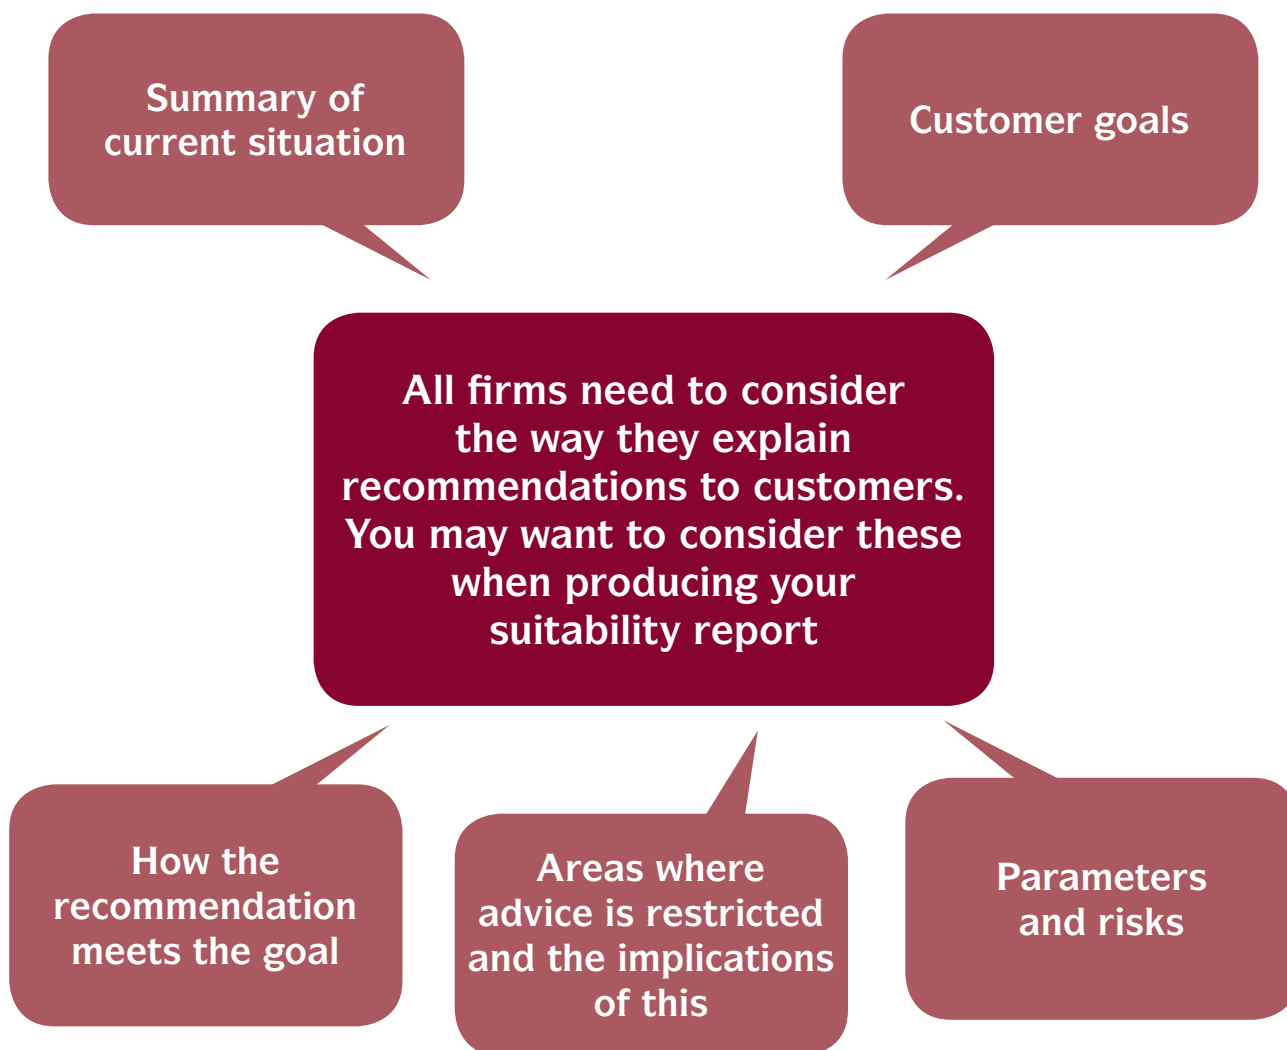 Summary of
current situation
Customer goals
All firms need to consider
the way they explain
recommendations to customers.
You may want to consider these
when producing your
suitability report
How the
recommendation
meets the goal
Areas where
advice is restricted
and the implications
of this
Parameters
and risks